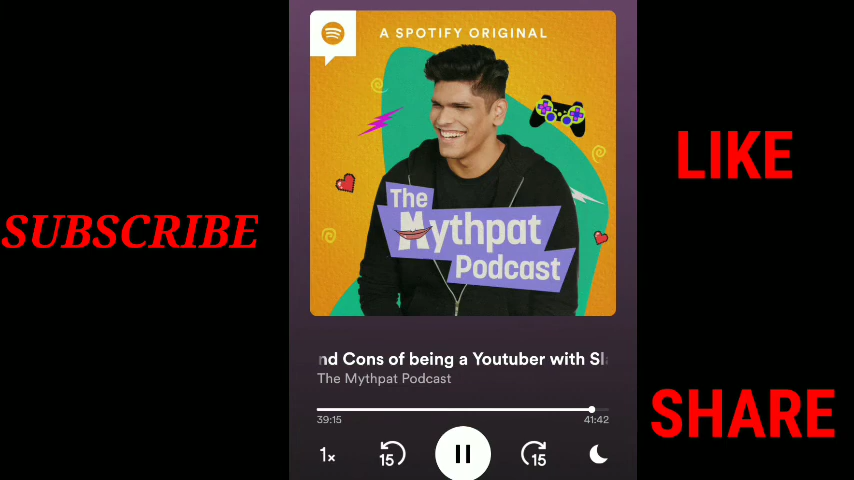 A SPOTIFY ORIGINAL
The
Mythpat
Podcast
SUBSCRIBE
LIKE
SHARE
nd Cons of being a Youtuber with
The Mythpat Podcast
39:15
41:42
1x
15
15